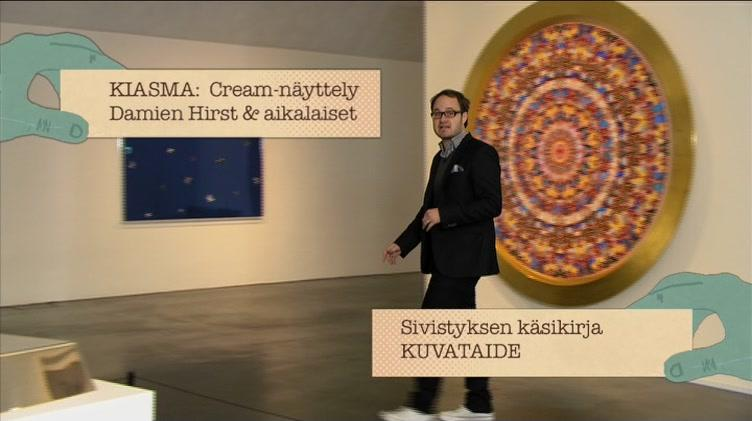 KIASMA: Cream-näyttely
Damien Hirst & aikalaiset
Sivistyksen käsikirja
KUVATAIDE